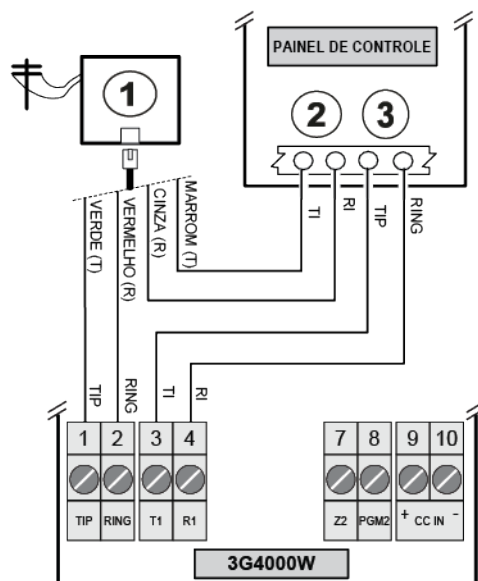 PAINEL DE CONTROLE
1
2
3
TI
RI
TIP
RING
VERDE (T)
VERMELHO (R)
CINZA (R)
MARROM (T)
TIP
RING
TI
RI
1 2 3 4 7 8 9 10
TIP RING T1 R1 Z2 PGM2 + CC IN -
3G4000W